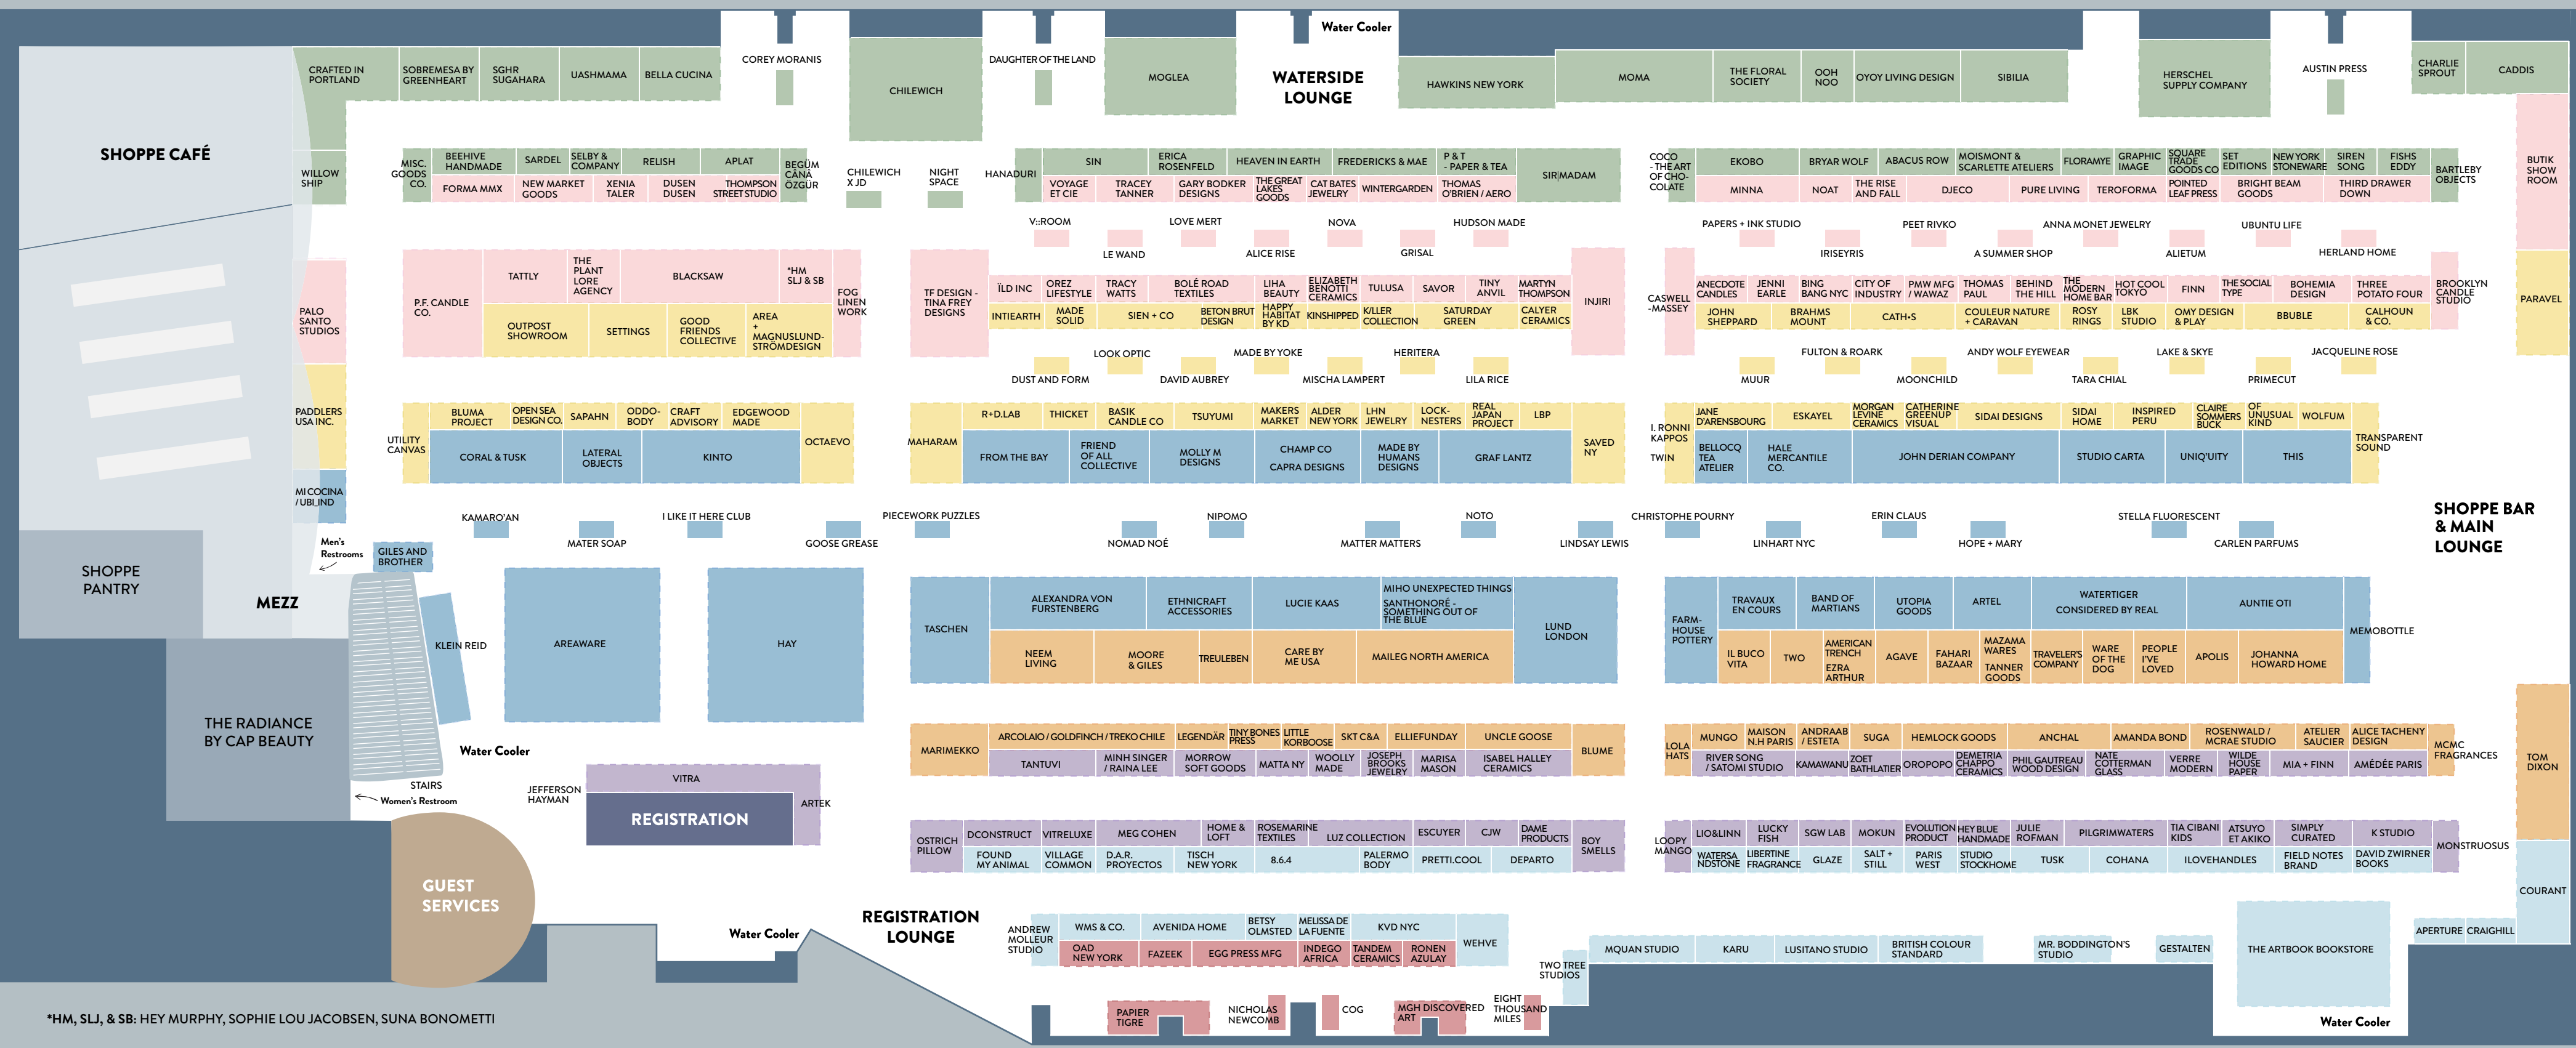 Water Cooler
CRAFTED IN
PORTLAND
SOBREMESA BY
GREENHEART
SGHR
SUGAHARA
UASHMAMA
BELLA CUCINA
COREY MORANIS
CHILEWICH
DAUGHTER OF THE LAND
MOGLEA
WATERSIDE
LOUNGE
HAWKINS NEW YORK
MOMA
THE FLORAL
SOCIETY
OOH
NOO
OYOY LIVING DESIGN
SIBILIA
HERSCHEL
SUPPLY COMPANY
AUSTIN PRESS
CHARLIE
SPROUT
CADDIS
SHOPPE CAFÉ
WILLOW
SHIP
MISC.
GOODS
CO.
BEEHIVE
HANDMADE
SARDEL
SELBY &
COMPANY
RELISH
APLAT
BEGÜM
CÂNÂ
ÖZGÜR
FORMA MMX
NEW MARKET
GOODS
XENIA
TALER
DUSEN
DUSEN
THOMPSON
STREET STUDIO
CHILEWICH
X JD
NIGHT
SPACE
HANADURI
SIN
ERICA
ROSENFELD
HEAVEN IN EARTH
FREDERICKS & MAE
P & T
- PAPER & TEA
SIR|MADAM
VOYAGE
ET CIE
TRACEY
TANNER
GARY BODKER
DESIGNS
THE GREAT
LAKES
GOODS
CAT BATES
JEWELRY
WINTERGARDEN
THOMAS
O'BRIEN / AERO
COCO
- THE ART
OF CHO-
COLATE
EKOBO
BRYAR WOLF
ABACUS ROW
MOISMONT &
SCARLETTE ATELIERS
FLORAMYE
GRAPHIC
IMAGE
SQUARE
TRADE
GOODS CO
SET
EDITIONS
NEW YORK
STONEWARE
SIREN
SONG
FISHS
EDDY
BARTLEBY
OBJECTS
MINNA
NOAT
THE RISE
AND FALL
DJECO
PURE LIVING
TEROFORMA
POINTED
LEAF PRESS
BRIGHT BEAM
GOODS
THIRD DRAWER
DOWN
BUTIK
SHOW
ROOM
V::ROOM
LOVE MERT
NOVA
HUDSON MADE
LE WAND
ALICE RISE
GRISAL
PAPERS + INK STUDIO
PEET RIVKO
ANNA MONET JEWELRY
UBUNTU LIFE
IRISEYRIS
A SUMMER SHOP
ALIETUM
HERLAND HOME
PALO
SANTO
STUDIOS
P.F. CANDLE
CO.
TATTLY
THE
PLANT
LORE
AGENCY
BLACKSAW
*HM
SLJ & SB
FOG
LINEN
WORK
OUTPOST
SHOWROOM
SETTINGS
GOOD
FRIENDS
COLLECTIVE
AREA
+
MAGNUSLUND-
STRÖMDESIGN
TF DESIGN -
TINA FREY
DESIGNS
ÏLD INC
OREZ
LIFESTYLE
TRACY
WATTS
BOLÉ ROAD
TEXTILES
LIHA
BEAUTY
ELIZABETH
BENOTTI
CERAMICS
TULUSA
SAVOR
TINY
ANVIL
MARTYN
THOMPSON
INJIRI
INTIEARTH
MADE
SOLID
SIEN + CO
BETON BRUT
DESIGN
HAPPY
HABITAT
BY KD
KINSHIPPED
K/LLER
COLLECTION
SATURDAY
GREEN
CALYER
CERAMICS
CASWELL
-MASSEY
ANECDOTE
CANDLES
JENNI
EARLE
BING
BANG NYC
CITY OF
INDUSTRY
PMW MFG
/ WAWAZ
THOMAS
PAUL
BEHIND
THE HILL
THE
MODERN
HOME BAR
HOT COOL
TOKYO
FINN
THE SOCIAL
TYPE
BOHEMIA
DESIGN
THREE
POTATO FOUR
BROOKLYN
CANDLE
STUDIO
JOHN
SHEPPARD
BRAHMS
MOUNT
CATH•S
COULEUR NATURE
+ CARAVAN
ROSY
RINGS
LBK
STUDIO
OMY DESIGN
& PLAY
BBUBLE
CALHOUN
& CO.
PARAVEL
LOOK OPTIC
MADE BY YOKE
HERITERA
DUST AND FORM
DAVID AUBREY
MISCHA LAMPERT
LILA RICE
FULTON & ROARK
ANDY WOLF EYEWEAR
LAKE & SKYE
JACQUELINE ROSE
MUUR
MOONCHILD
TARA CHIAL
PRIMECUT
PADDLERS
USA INC.
UTILITY
CANVAS
BLUMA
PROJECT
OPEN SEA
DESIGN CO.
SAPAHN
ODDO-
BODY
CRAFT
ADVISORY
EDGEWOOD
MADE
OCTAEVO
CORAL & TUSK
LATERAL
OBJECTS
KINTO
MAHARAM
R+D.LAB
THICKET
BASIK
CANDLE CO
TSUYUMI
MAKERS
MARKET
ALDER
NEW YORK
LHN
JEWELRY
LOCK-
NESTERS
REAL
JAPAN
PROJECT
LBP
SAVED
NY
FROM THE BAY
FRIEND
OF ALL
COLLECTIVE
MOLLY M
DESIGNS
CHAMP CO
CAPRA DESIGNS
MADE BY
HUMANS
DESIGNS
GRAF LANTZ
I. RONNI
KAPPOS
TWIN
JANE
D'ARENSBOURG
ESKAYEL
MORGAN
LEVINE
CERAMICS
CATHERINE
GREENUP
VISUAL
SIDAI DESIGNS
SIDAI
HOME
INSPIRED
PERU
CLAIRE
SOMMERS
BUCK
OF
UNUSUAL
KIND
WOLFUM
TRANSPARENT
SOUND
BELLOCQ
TEA
ATELIER
HALE
MERCANTILE
CO.
JOHN DERIAN COMPANY
STUDIO CARTA
UNIQ'UITY
THIS
MI COCINA
/ UBI_IND
KAMARO'AN
I LIKE IT HERE CLUB
PIECEWORK PUZZLES
NIPOMO
NOTO
CHRISTOPHE POURNY
ERIN CLAUS
STELLA FLUORESCENT
MATER SOAP
GOOSE GREASE
NOMAD NOÉ
MATTER MATTERS
LINDSAY LEWIS
LINHART NYC
HOPE + MARY
CARLEN PARFUMS
SHOPPE BAR
& MAIN
LOUNGE
Men's
Restrooms
GILES AND
BROTHER
SHOPPE
PANTRY
MEZZ
KLEIN REID
AREAWARE
HAY
TASCHEN
ALEXANDRA VON
FURSTENBERG
ETHNICRAFT
ACCESSORIES
LUCIE KAAS
MIHO UNEXPECTED THINGS
SANTHONORÉ -
SOMETHING OUT OF
THE BLUE
LUND
LONDON
NEEM
LIVING
MOORE
& GILES
TREULEBEN
CARE BY
ME USA
MAILEG NORTH AMERICA
FARM-
HOUSE
POTTERY
TRAVAUX
EN COURS
BAND OF
MARTIANS
UTOPIA
GOODS
ARTEL
WATERTIGER
CONSIDERED BY REAL
AUNTIE OTI
MEMOBOTTLE
IL BUCO
VITA
TWO
AMERICAN
TRENCH
EZRA
ARTHUR
AGAVE
FAHARI
BAZAAR
MAZAMA
WARES
TANNER
GOODS
TRAVELER'S
COMPANY
WARE
OF THE
DOG
PEOPLE
I'VE
LOVED
APOLIS
JOHANNA
HOWARD HOME
THE RADIANCE
BY CAP BEAUTY
Water Cooler
STAIRS
Women's Restroom
JEFFERSON
HAYMAN
VITRA
ARTEK
REGISTRATION
MARIMEKKO
ARCOLAIO / GOLDFINCH / TREKO CHILE
LEGENDÄR
TINY BONES
PRESS
LITTLE
KORBOOSE
SKT C&A
ELLIEFUNDAY
UNCLE GOOSE
BLUME
TANTUVI
MINH SINGER
/ RAINA LEE
MORROW
SOFT GOODS
MATTA NY
WOOLLY
MADE
JOSEPH
BROOKS
JEWELRY
MARISA
MASON
ISABEL HALLEY
CERAMICS
LOLA
HATS
MUNGO
MAISON
N.H PARIS
ANDRAAB
/ ESTETA
SUGA
HEMLOCK GOODS
ANCHAL
AMANDA BOND
ROSENWALD /
MCRAE STUDIO
ATELIER
SAUCIER
ALICE TACHENY
DESIGN
MCMC
FRAGRANCES
RIVER SONG
/ SATOMI STUDIO
KAMAWANU
ZOET
BATHLATIER
OROPOPO
DEMETRIA
CHAPPO
CERAMICS
PHIL GAUTREAU
WOOD DESIGN
NATE
COTTERMAN
GLASS
VERRE
MODERN
WILDE
HOUSE
PAPER
MIA + FINN
AMÉDÉE PARIS
TOM
DIXON
OSTRICH
PILLOW
DCONSTRUCT
VITRELUXE
MEG COHEN
HOME &
LOFT
ROSEMARINE
TEXTILES
LUZ COLLECTION
ESCUYER
CJW
DAME
PRODUCTS
BOY
SMELLS
FOUND
MY ANIMAL
VILLAGE
COMMON
D.A.R.
PROYECTOS
TISCH
NEW YORK
8.6.4
PALERMO
BODY
PRETTI.COOL
DEPARTO
LOOPY
MANGO
LIO&LINN
LUCKY
FISH
SGW LAB
MOKUN
EVOLUTION
PRODUCT
HEY BLUE
HANDMADE
JULIE
ROFMAN
PILGRIMWATERS
TIA CIBANI
KIDS
ATSUYO
ET AKIKO
SIMPLY
CURATED
K STUDIO
MONSTRUOSUS
WATERSA
NDSTONE
LIBERTINE
FRAGRANCE
GLAZE
SALT +
STILL
PARIS
WEST
STUDIO
STOCKHOME
TUSK
COHANA
ILOVEHANDLES
FIELD NOTES
BRAND
DAVID ZWIRNER
BOOKS
COURANT
GUEST
SERVICES
Water Cooler
REGISTRATION
LOUNGE
ANDREW
MOLLEUR
STUDIO
WMS & CO.
AVENIDA HOME
BETSY
OLMSTED
MELISSA DE
LA FUENTE
KVD NYC
WEHVE
OAD
NEW YORK
FAZEEK
EGG PRESS MFG
INDEGO
AFRICA
TANDEM
CERAMICS
RONEN
AZULAY
TWO TREE
STUDIOS
MQUAN STUDIO
KARU
LUSITANO STUDIO
BRITISH COLOUR
STANDARD
MR. BODDINGTON'S
STUDIO
GESTALTEN
THE ARTBOOK BOOKSTORE
APERTURE
CRAIGHILL
PAPIER
TIGRE
NICHOLAS
NEWCOMB
COG
MGH DISCOVERED
ART
EIGHT
THOUSAND
MILES
Water Cooler
*HM, SLJ, & SB: HEY MURPHY, SOPHIE LOU JACOBSEN, SUNA BONOMETTI